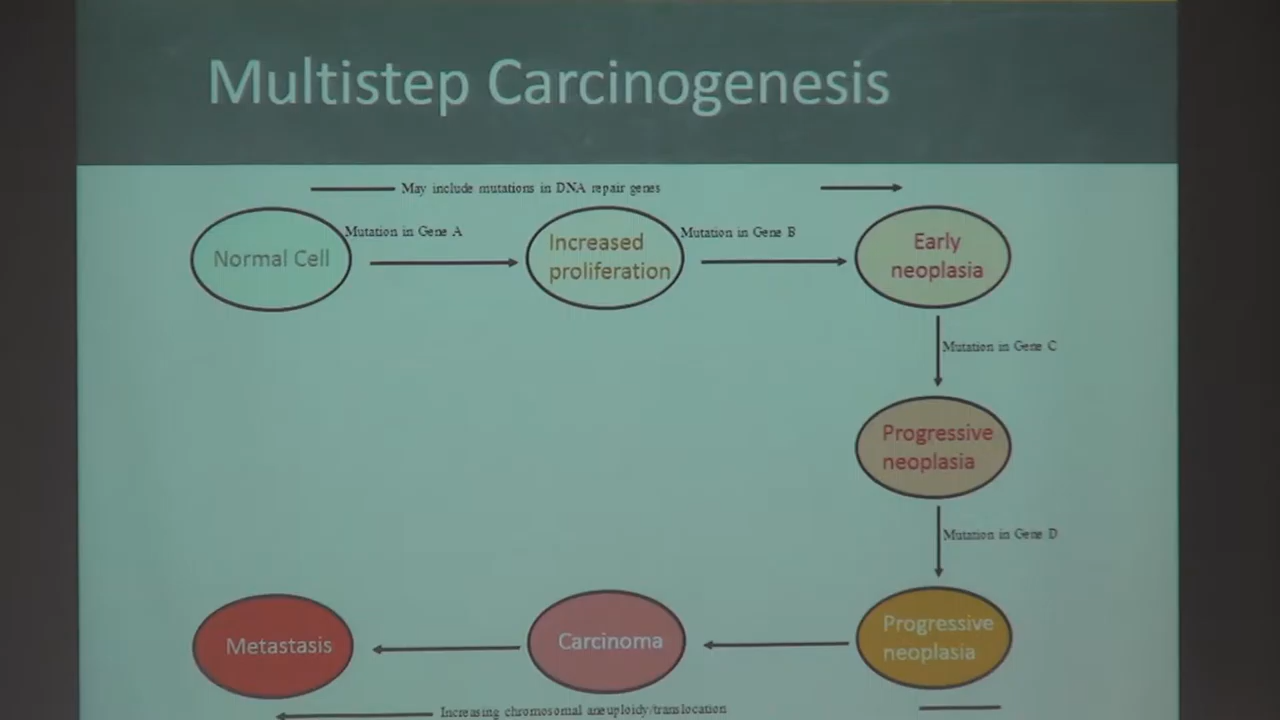 Multistep Carcinogenesis
May include mutations in DNA repair genes
Normal Cell
Mutation in Gene A
Increased
proliferation
Mutation in Gene B
Early
neoplasia
Mutation in Gene C
Progressive
neoplasia
Mutation in Gene D
Progressive
neoplasia
Carcinoma
Metastasis
Increasing chromosomal aneuploidy/translocation